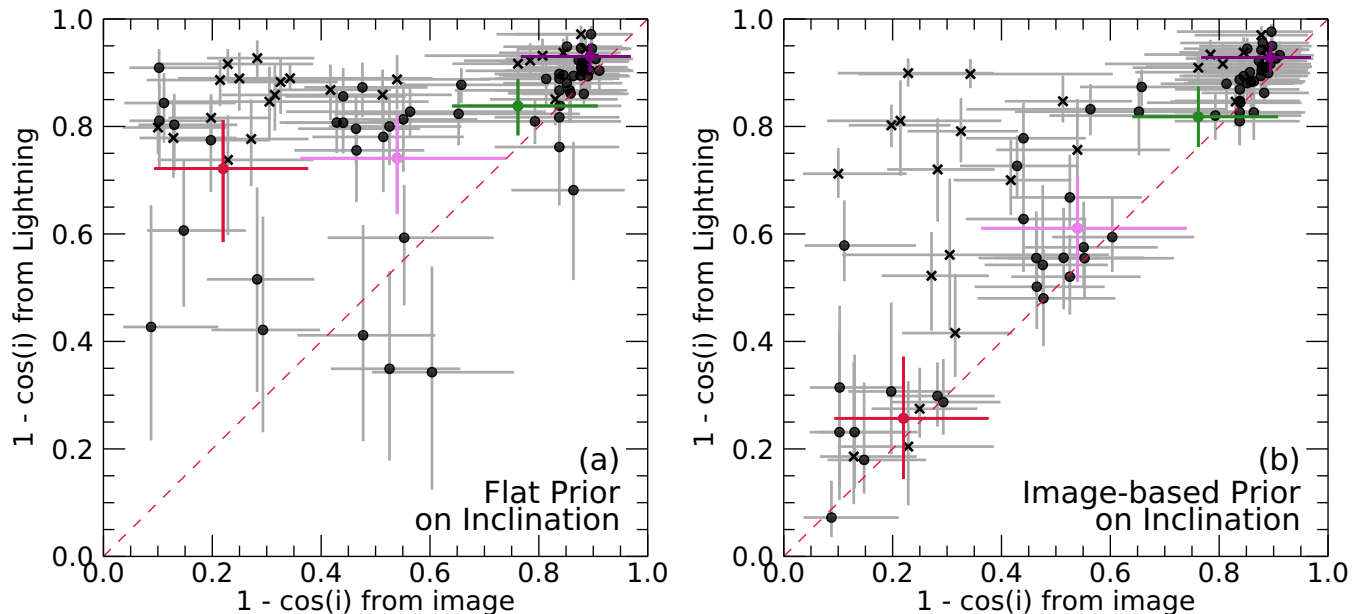 1.0
0.8
0.6
0.4
0.2
0.0
1 - cos(i) from Lightning
(a)
Flat Prior
on Inclination
0.0 0.2 0.4 0.6 0.8 1.0
1 - cos(i) from image
1.0
0.8
0.6
0.4
0.2
0.0
1 - cos(i) from Lightning
(b)
Image-based Prior
on Inclination
0.0 0.2 0.4 0.6 0.8 1.0
1 - cos(i) from image